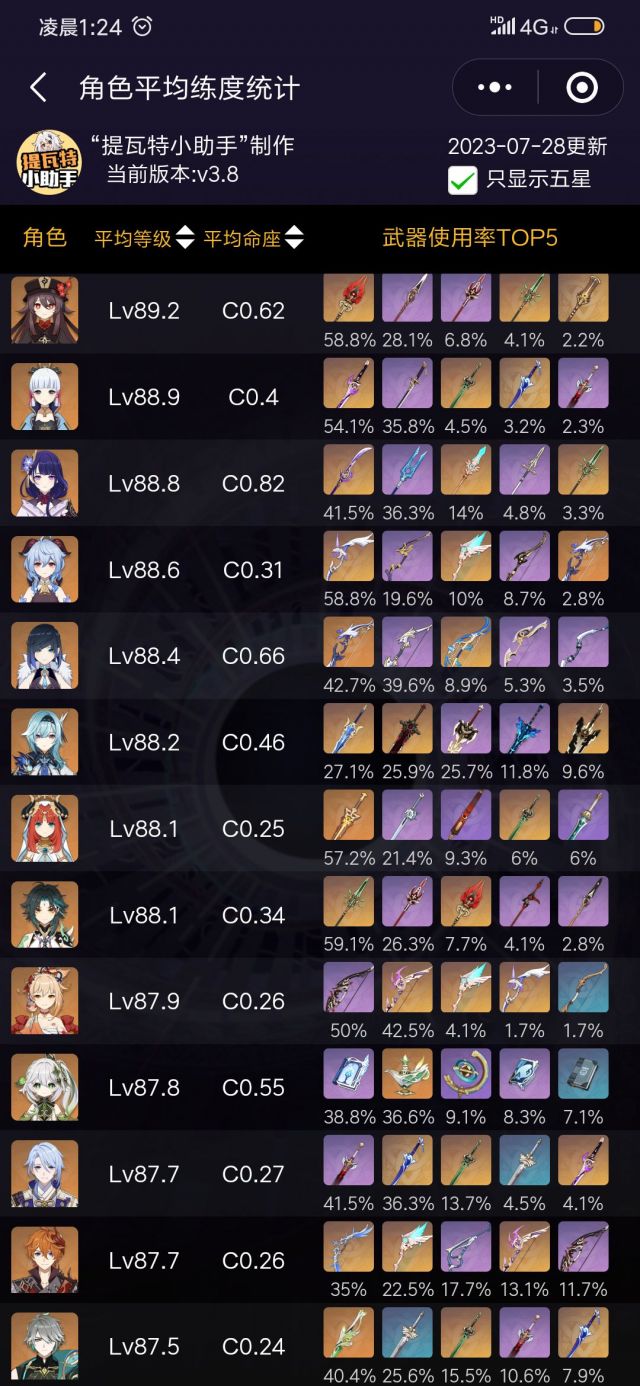 凌晨1:24 HD 4G
角色平均练度统计
提瓦特小助手
“提瓦特小助手”制作 2023-07-28更新
当前版本:v3.8 只显示五星
角色 平均等级 平均命座 武器使用率TOP5
Lv89.2 C0.62 58.8% 28.1% 6.8% 4.1% 2.2%
Lv88.9 C0.4 54.1% 35.8% 4.5% 3.2% 2.3%
Lv88.8 C0.82 41.5% 36.3% 14% 4.8% 3.3%
Lv88.6 C0.31 58.8% 19.6% 10% 8.7% 2.8%
Lv88.4 C0.66 42.7% 39.6% 8.9% 5.3% 3.5%
Lv88.2 C0.46 27.1% 25.9% 25.7% 11.8% 9.6%
Lv88.1 C0.25 57.2% 21.4% 9.3% 6% 6%
Lv88.1 C0.34 59.1% 26.3% 7.7% 4.1% 2.8%
Lv87.9 C0.26 50% 42.5% 4.1% 1.7% 1.7%
Lv87.8 C0.55 38.8% 36.6% 9.1% 8.3% 7.1%
Lv87.7 C0.27 41.5% 36.3% 13.7% 4.5% 4.1%
Lv87.7 C0.26 35% 22.5% 17.7% 13.1% 11.7%
Lv87.5 C0.24 40.4% 25.6% 15.5% 10.6% 7.9%